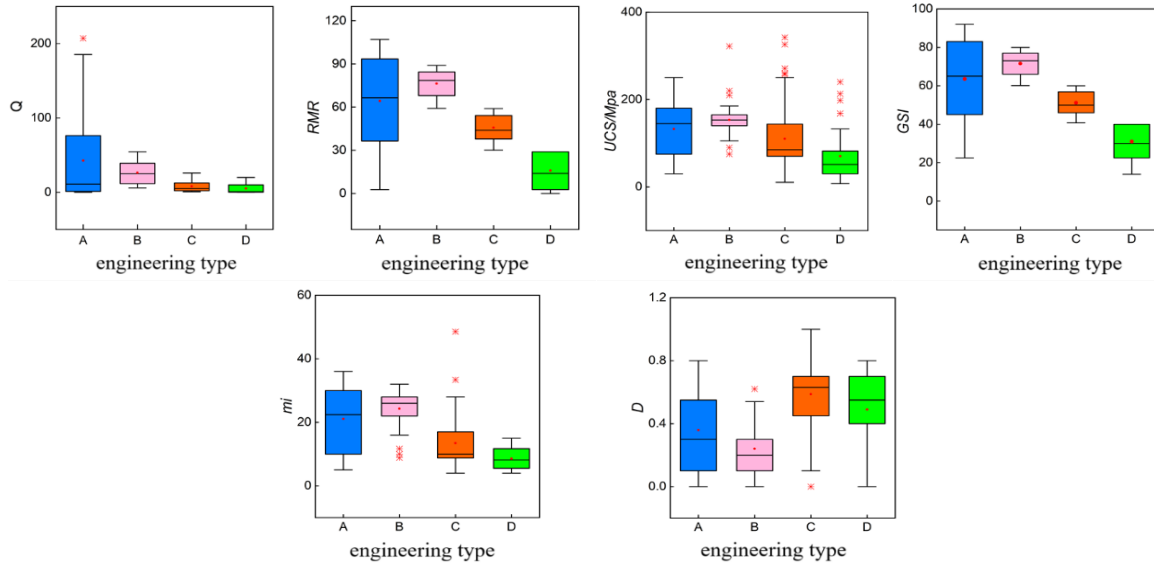 200
100
0
Q
A B C D
engineering type
120
90
60
30
0
RMR
A B C D
engineering type
400
200
0
UCS/Mpa
A B C D
engineering type
100
80
60
40
20
0
GSI
A B C D
engineering type
60
40
20
0
mi
A B C D
engineering type
1.2
0.8
0.4
0.0
D
A B C D
engineering type